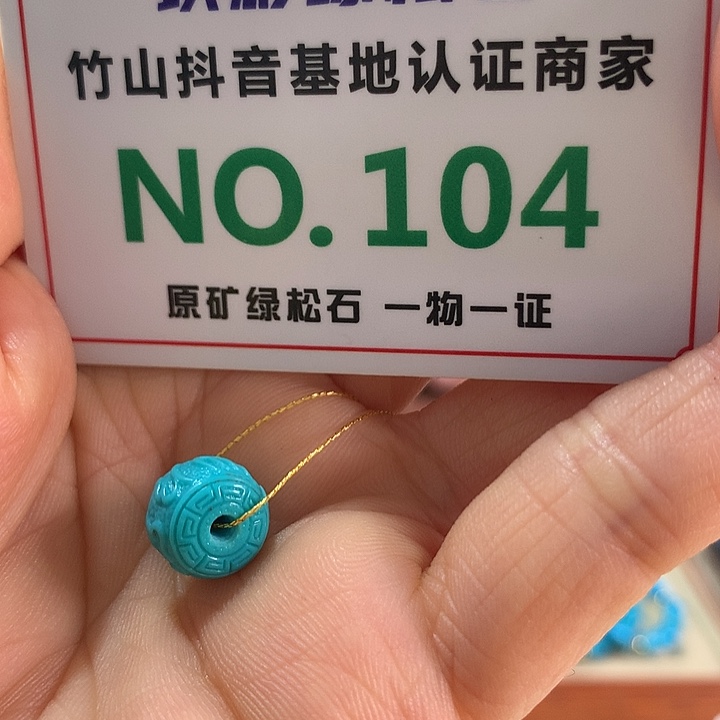 竹山抖音基地认证商家
NO.104
原矿绿松石 一物一证